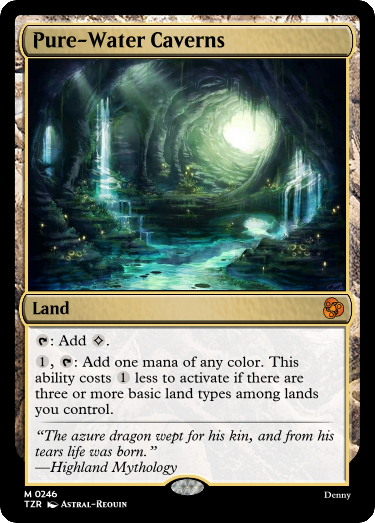 Pure-Water Caverns
Land
: Add .
1, : Add one mana of any color. This
ability costs 1 less to activate if there are
three or more basic land types among lands
you control.
“The azure dragon wept for his kin, and from his
tears life was born.”
—Highland Mythology
M 0246
TZR Astral-Requin
Denny